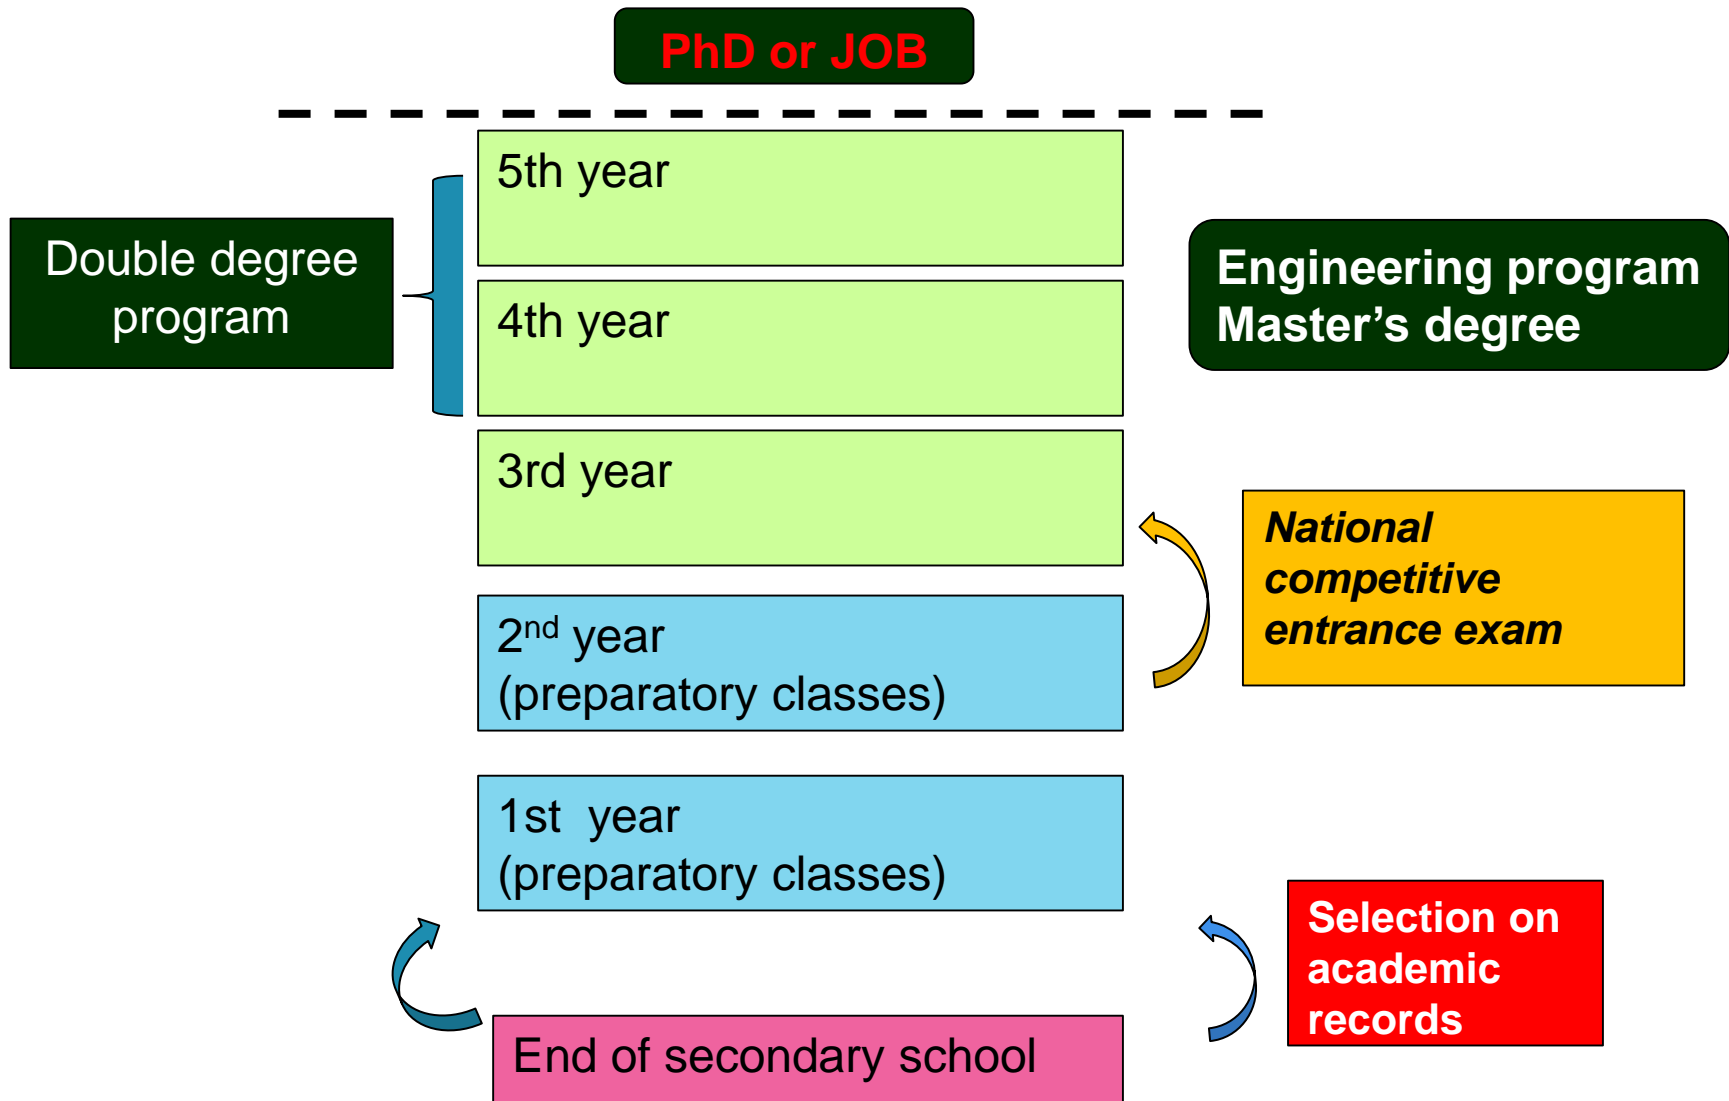 PhD or JOB
5th year
Double degree
program
4th year
Engineering program
Master’s degree
3rd year
National
competitive
entrance exam
2nd year
(preparatory classes)
1st  year
(preparatory classes)
Selection on
academic
records
End of secondary school